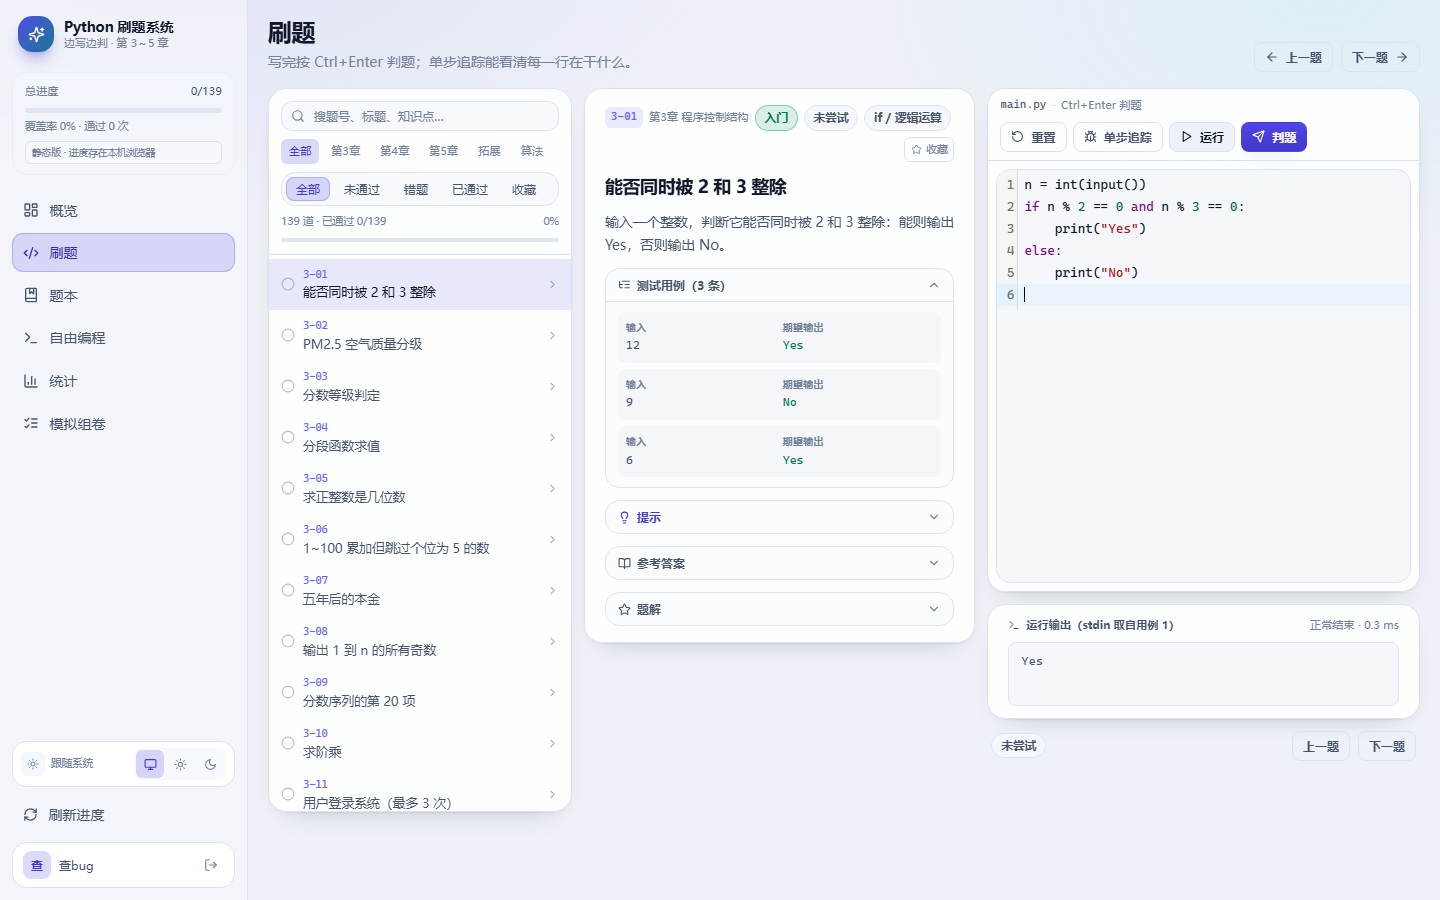 Python 刷题系统
边写边判 · 第 3 ~ 5 章
总进度
0/139
覆盖率 0% · 通过 0 次
静态版 · 进度存在本机浏览器
概览
刷题
题本
自由编程
统计
模拟组卷
跟随系统
刷新进度
查
查bug
刷题
写完按 Ctrl+Enter 判题；单步追踪能看清每一行在干什么。
上一题
下一题
搜题号、标题、知识点...
全部
第3章
第4章
第5章
拓展
算法
全部
未通过
错题
已通过
收藏
139 道 · 已通过 0/139
0%
3-01
能否同时被 2 和 3 整除
3-02
PM2.5 空气质量分级
3-03
分数等级判定
3-04
分段函数求值
3-05
求正整数是几位数
3-06
1~100 累加但跳过个位为 5 的数
3-07
五年后的本金
3-08
输出 1 到 n 的所有奇数
3-09
分数序列的第 20 项
3-10
求阶乘
3-11
用户登录系统（最多 3 次）
3-01
第3章 程序控制结构
入门
未尝试
if / 逻辑运算
收藏
能否同时被 2 和 3 整除
输入一个整数，判断它能否同时被 2 和 3 整除：能则输出
Yes，否则输出 No。
测试用例（3 条）
输入
期望输出
12
Yes
输入
期望输出
9
No
输入
期望输出
6
Yes
提示
参考答案
题解
main.py · Ctrl+Enter 判题
重置
单步追踪
运行
判题
1 n = int(input())
2 if n % 2 == 0 and n % 3 == 0:
3     print("Yes")
4 else:
5     print("No")
6
运行输出（stdin 取自用例 1）
正常结束 · 0.3 ms
Yes
未尝试
上一题
下一题